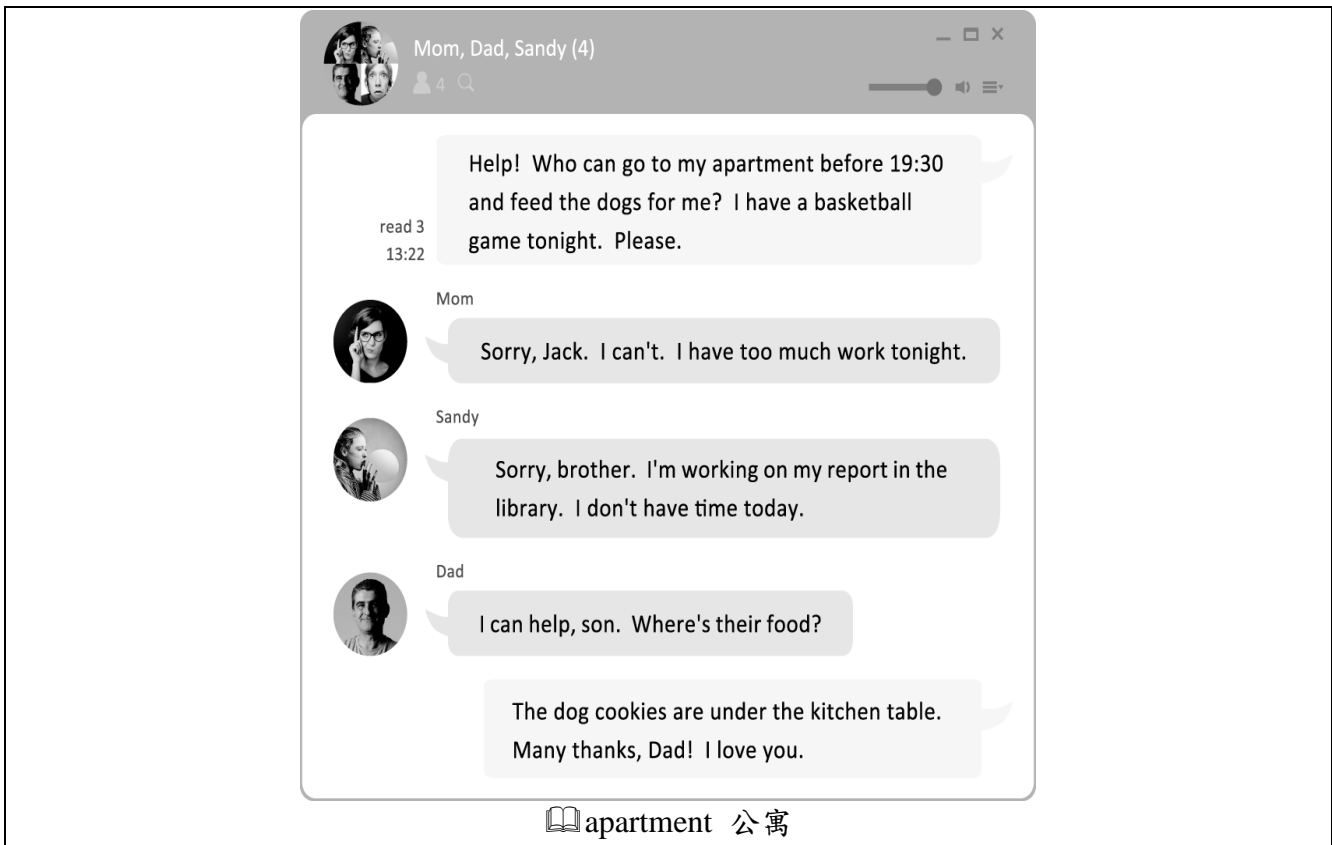 Mom, Dad, Sandy (4)
4
Help!  Who can go to my apartment before 19:30
and feed the dogs for me?  I have a basketball
game tonight.  Please.
read 3
13:22
Mom
Sorry, Jack.  I can't.  I have too much work tonight.
Sandy
Sorry, brother.  I'm working on my report in the
library.  I don't have time today.
Dad
I can help, son.  Where's their food?
The dog cookies are under the kitchen table.
Many thanks, Dad!  I love you.
apartment 公寓